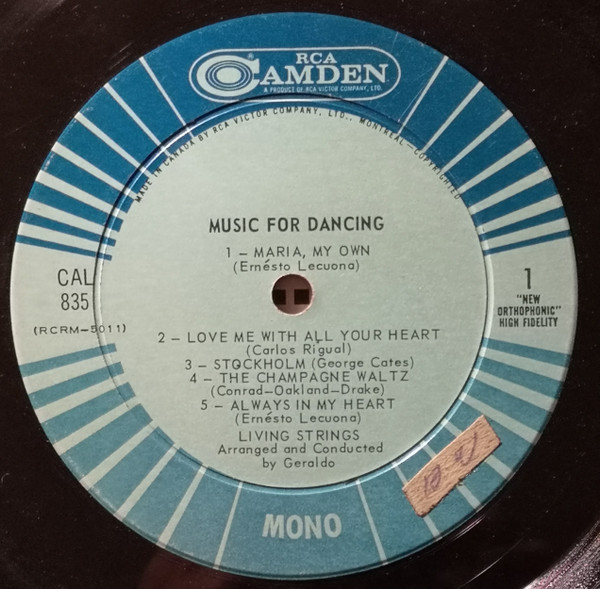 RCA
CAMDEN
A PRODUCT OF RCA VICTOR COMPANY, LTD.
MADE IN CANADA BY RCA VICTOR COMPANY, LTD., MONTREAL—COPYRIGHTED
MUSIC FOR DANCING
1 – MARIA, MY OWN
(Ernésto Lecuona)
CAL
835
(RCRM–5011)
1
"NEW
ORTHOPHONIC"
HIGH FIDELITY
2 – LOVE ME WITH ALL YOUR HEART
(Carlos Rigual)
3 – STOCKHOLM (George Cates)
4 – THE CHAMPAGNE WALTZ
(Conrad–Oakland–Drake)
5 – ALWAYS IN MY HEART
(Ernésto Lecuona)
LIVING STRINGS
Arranged and Conducted
by Geraldo
MONO